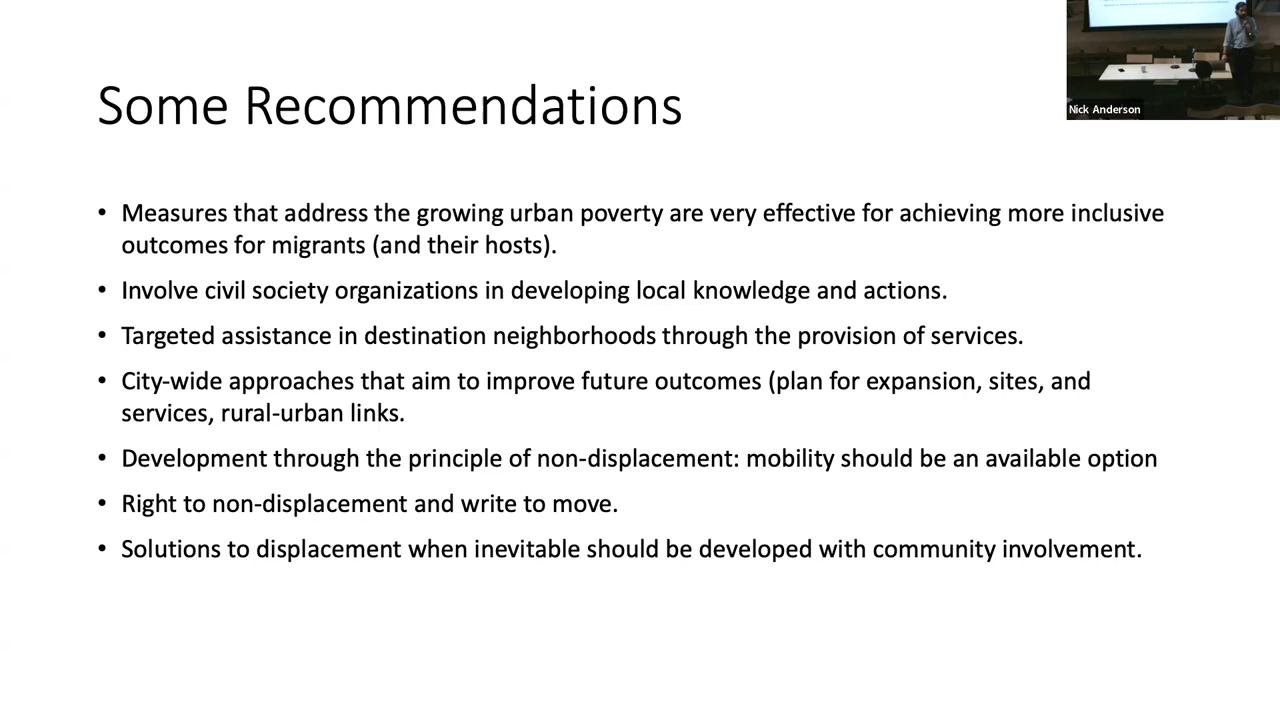 Some Recommendations
• Measures that address the growing urban poverty are very effective for achieving more inclusive
outcomes for migrants (and their hosts).
• Involve civil society organizations in developing local knowledge and actions.
• Targeted assistance in destination neighborhoods through the provision of services.
• City-wide approaches that aim to improve future outcomes (plan for expansion, sites, and
services, rural-urban links.
• Development through the principle of non-displacement: mobility should be an available option
• Right to non-displacement and write to move.
• Solutions to displacement when inevitable should be developed with community involvement.
Nick Anderson